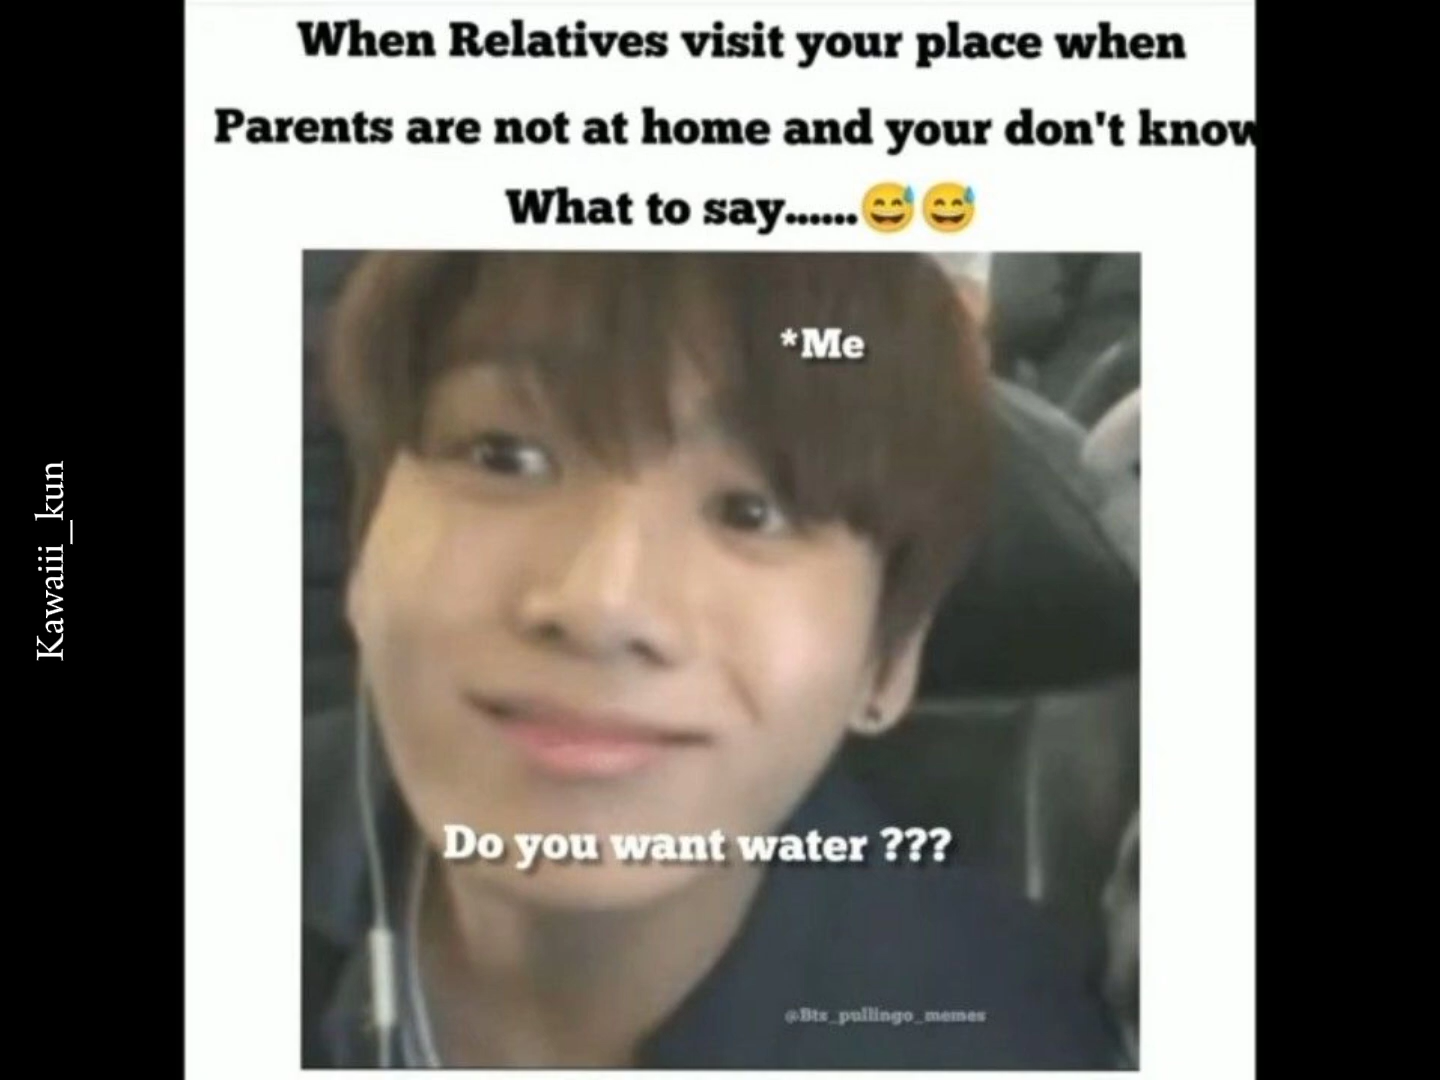 When Relatives visit your place when
Parents are not at home and your don't know
What to say......😅😅
*Me
Do you want water ???
@Bts_pullingo_memes
Kawaiii_kun